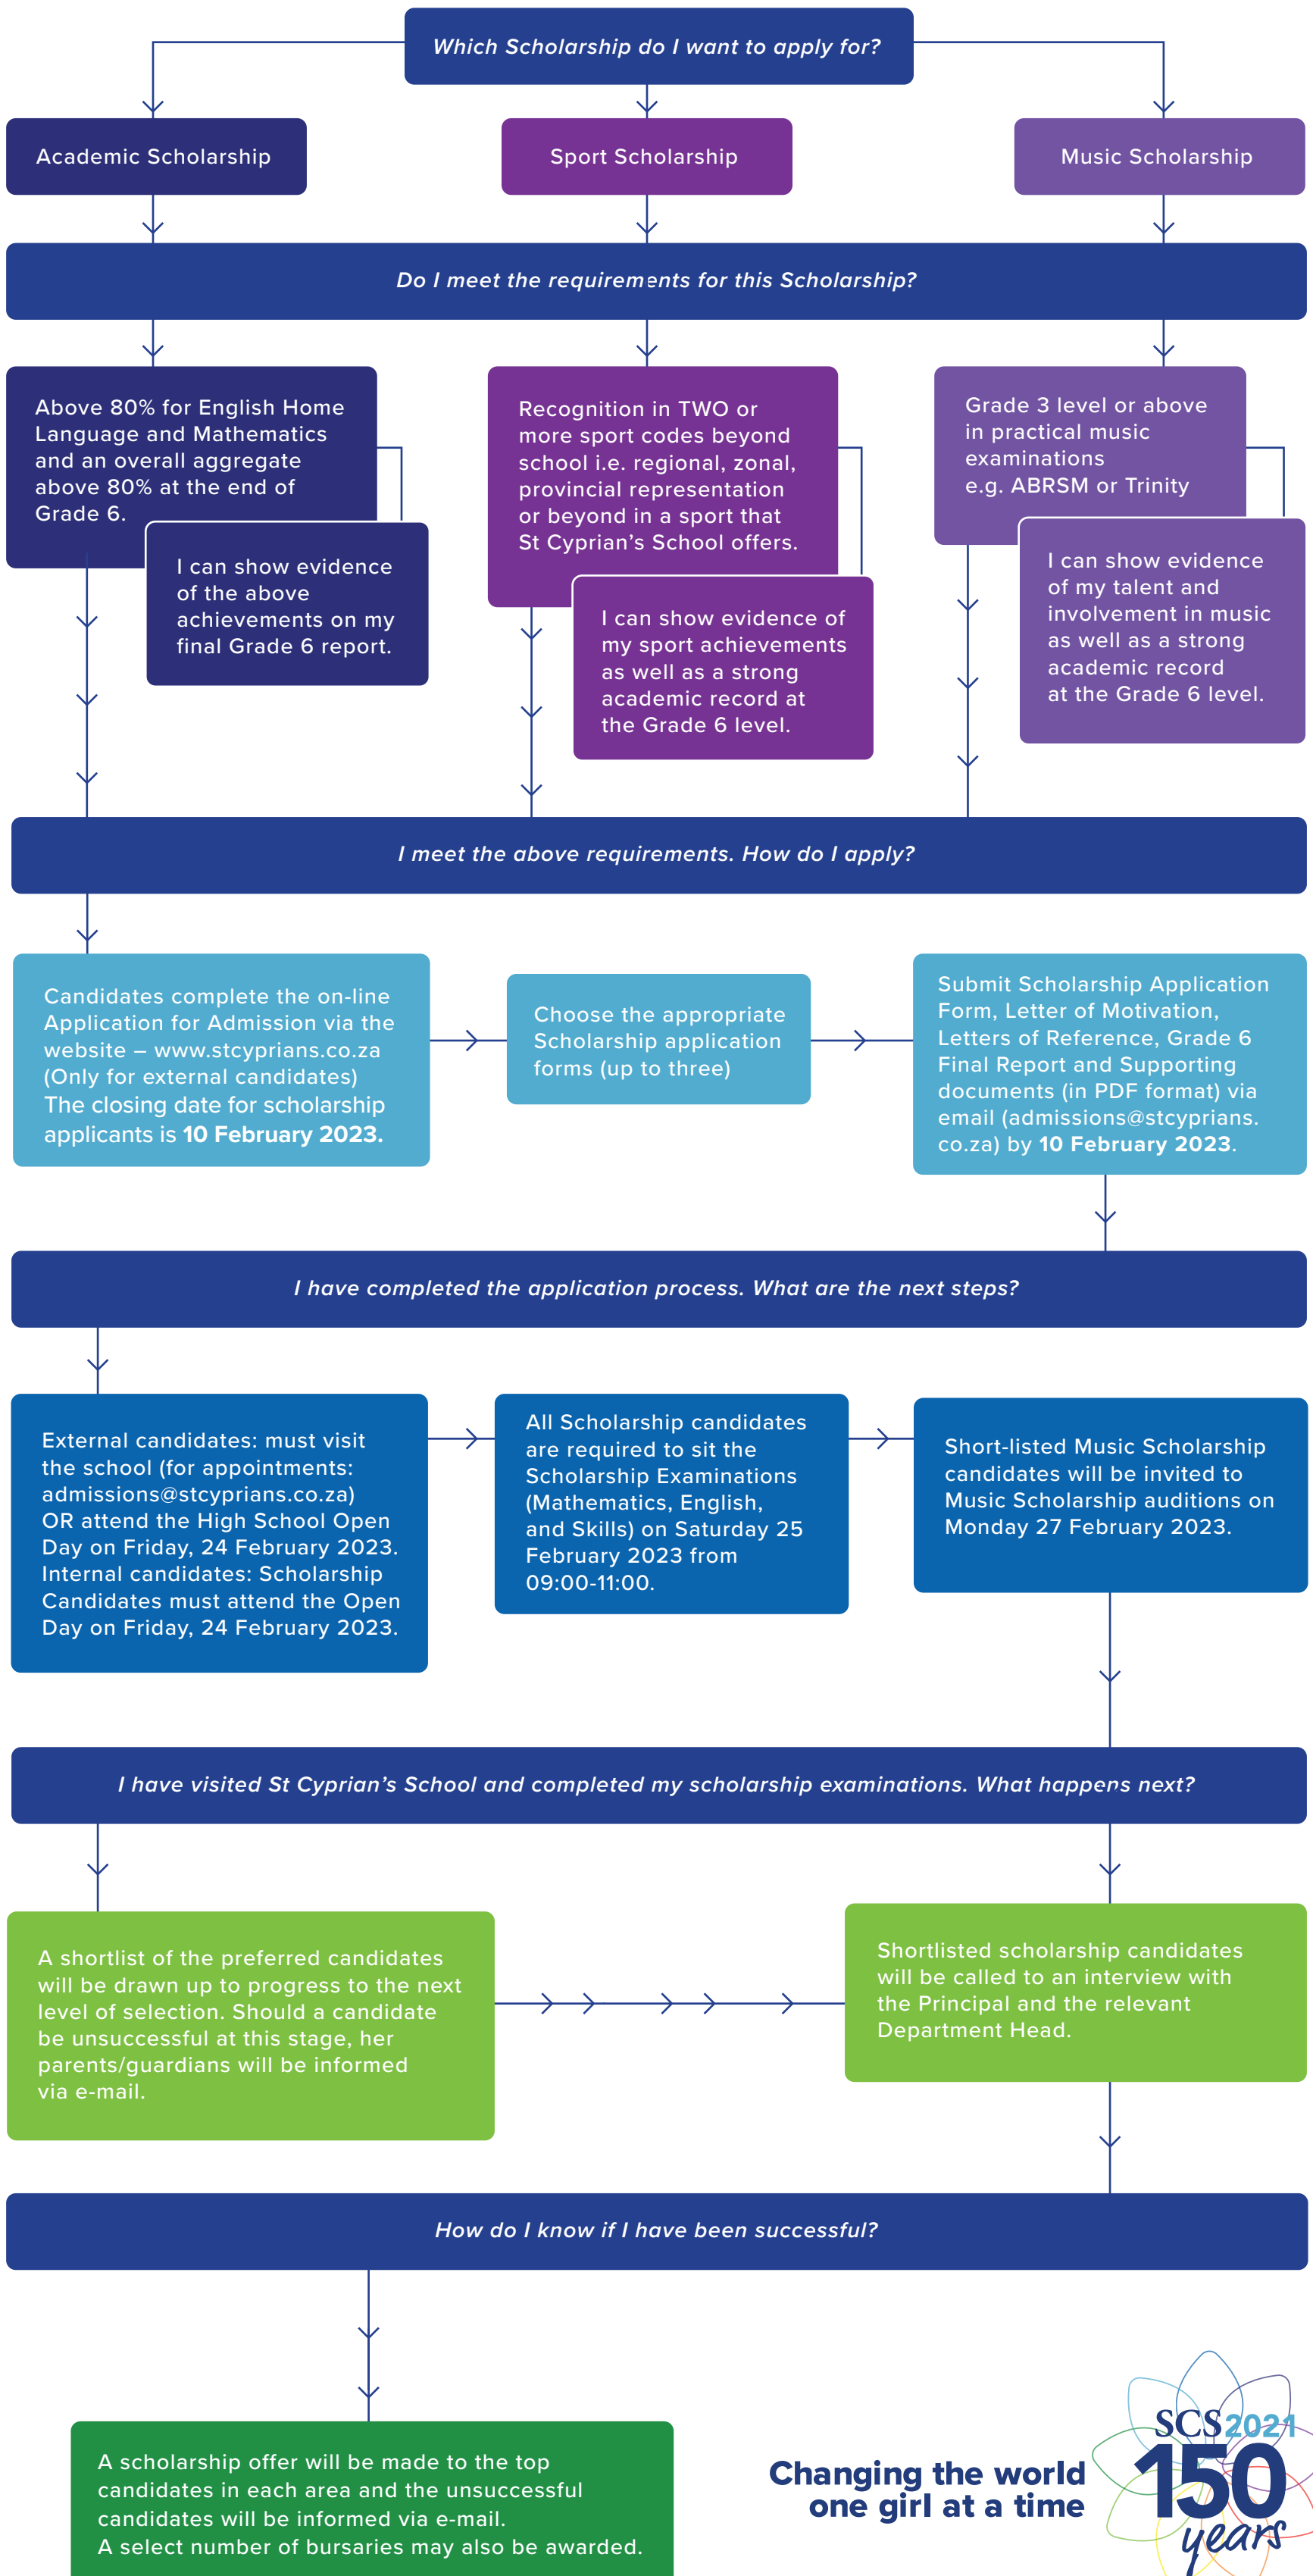 Which Scholarship do I want to apply for?
Academic Scholarship
Sport Scholarship
Music Scholarship
Do I meet the requirements for this Scholarship?
Above 80% for English Home
Language and Mathematics
and an overall aggregate
above 80% at the end of
Grade 6.
I can show evidence
of the above
achievements on my
final Grade 6 report.
Recognition in TWO or
more sport codes beyond
school i.e. regional, zonal,
provincial representation
or beyond in a sport that
St Cyprian’s School offers.
I can show evidence of
my sport achievements
as well as a strong
academic record at
the Grade 6 level.
Grade 3 level or above
in practical music
examinations
e.g. ABRSM or Trinity
I can show evidence
of my talent and
involvement in music
as well as a strong
academic record
at the Grade 6 level.
I meet the above requirements. How do I apply?
Candidates complete the on-line
Application for Admission via the
website – www.stcyprians.co.za
(Only for external candidates)
The closing date for scholarship
applicants is 10 February 2023.
Choose the appropriate
Scholarship application
forms (up to three)
Submit Scholarship Application
Form, Letter of Motivation,
Letters of Reference, Grade 6
Final Report and Supporting
documents (in PDF format) via
email (admissions@stcyprians.
co.za) by 10 February 2023.
I have completed the application process. What are the next steps?
External candidates: must visit
the school (for appointments:
admissions@stcyprians.co.za)
OR attend the High School Open
Day on Friday, 24 February 2023.
Internal candidates: Scholarship
Candidates must attend the Open
Day on Friday, 24 February 2023.
All Scholarship candidates
are required to sit the
Scholarship Examinations
(Mathematics, English,
and Skills) on Saturday 25
February 2023 from
09:00-11:00.
Short-listed Music Scholarship
candidates will be invited to
Music Scholarship auditions on
Monday 27 February 2023.
I have visited St Cyprian’s School and completed my scholarship examinations. What happens next?
A shortlist of the preferred candidates
will be drawn up to progress to the next
level of selection. Should a candidate
be unsuccessful at this stage, her
parents/guardians will be informed
via e-mail.
Shortlisted scholarship candidates
will be called to an interview with
the Principal and the relevant
Department Head.
How do I know if I have been successful?
A scholarship offer will be made to the top
candidates in each area and the unsuccessful
candidates will be informed via e-mail.
A select number of bursaries may also be awarded.
Changing the world
one girl at a time
SCS 2021
150
years